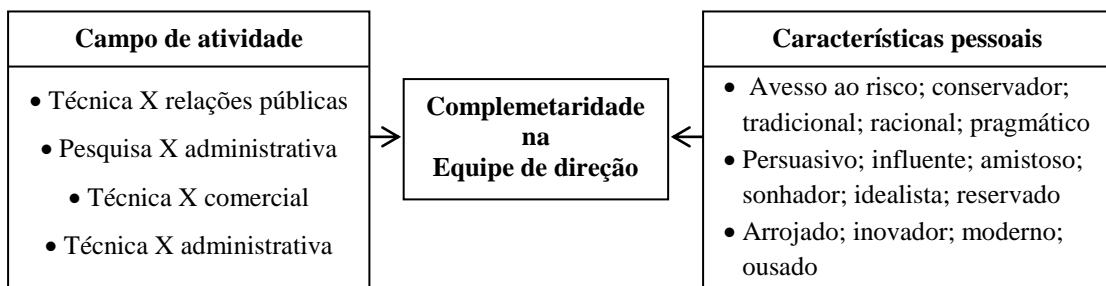 Campo de atividade
• Técnica X relações públicas
• Pesquisa X administrativa
• Técnica X comercial
• Técnica X administrativa
Complemetaridade
na
Equipe de direção
Características pessoais
• Avesso ao risco; conservador;
tradicional; racional; pragmático
• Persuasivo; influente; amistoso;
sonhador; idealista; reservado
• Arrojado; inovador; moderno;
ousado